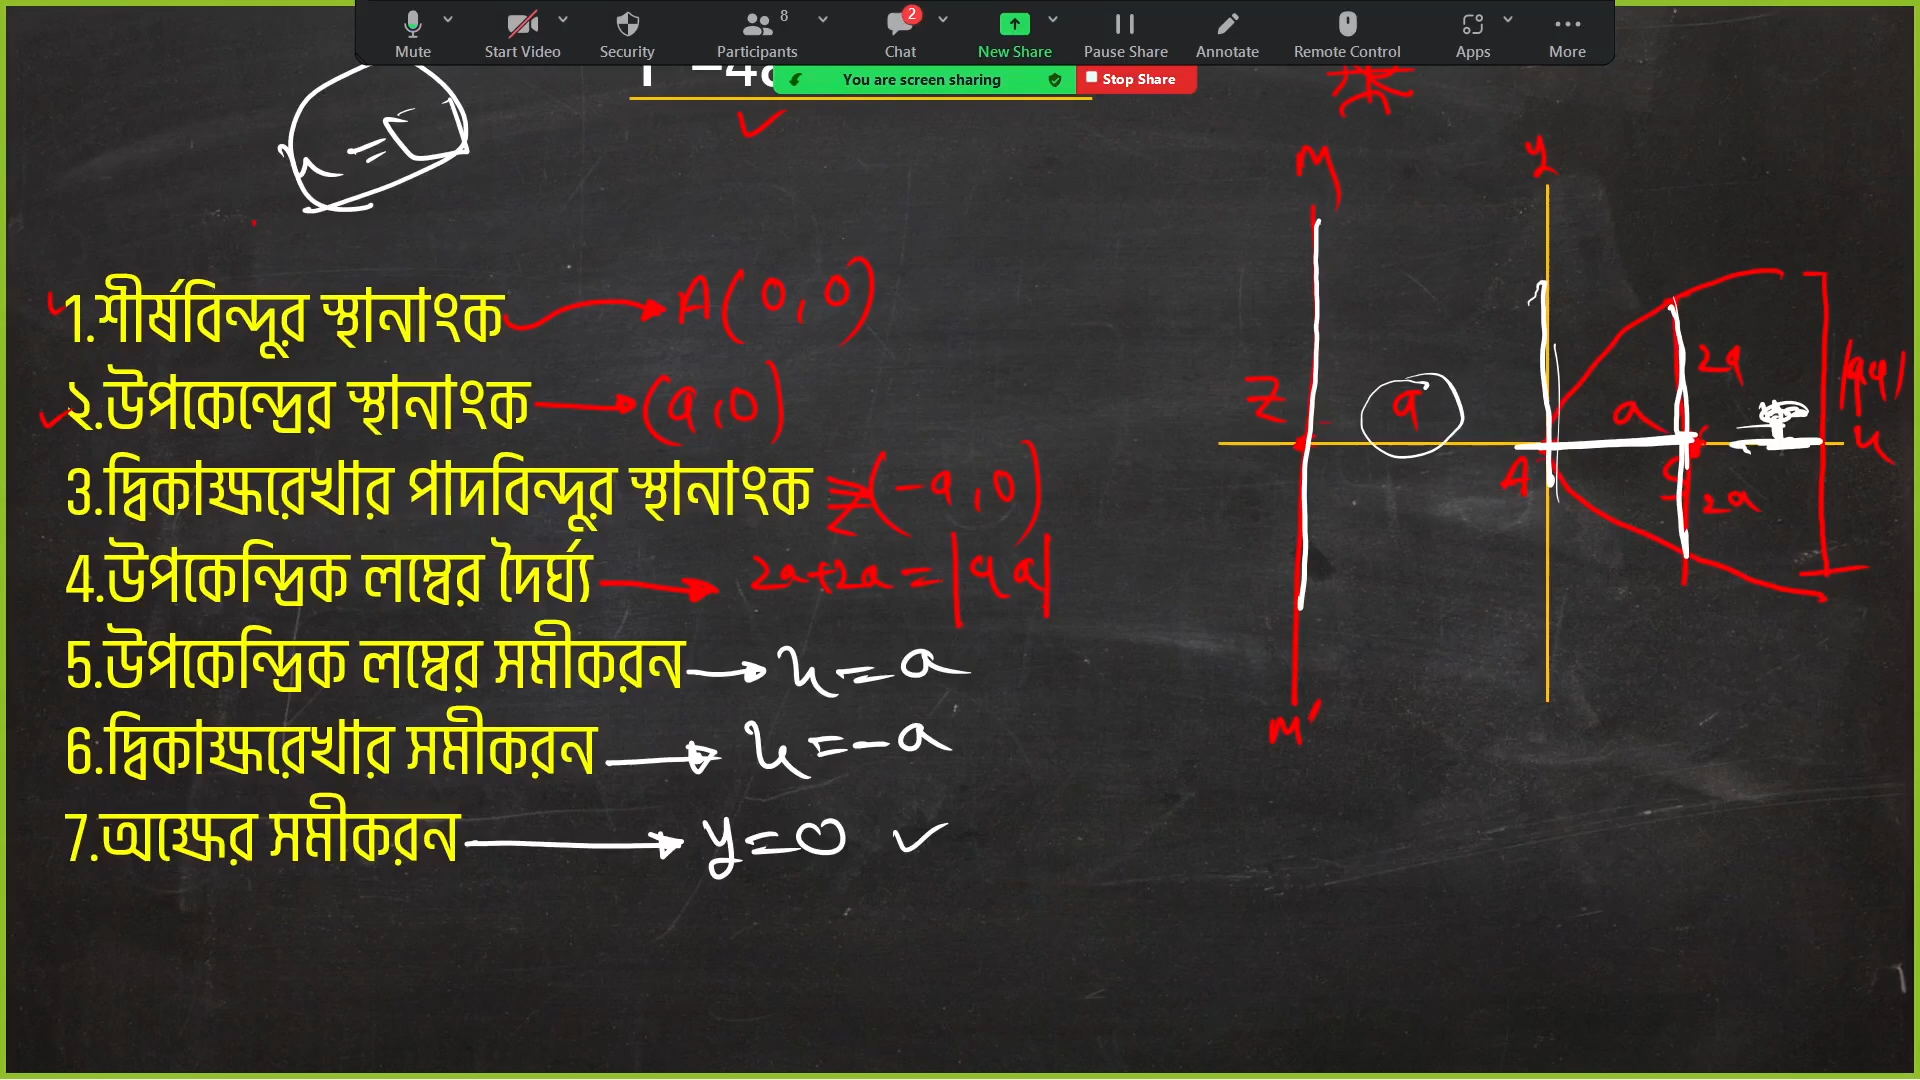 Mute Start Video Security Participants 8 Chat 2 New Share Pause Share Annotate Remote Control Apps More
You are screen sharing Stop Share
x =
1.শীর্ষবিন্দুর স্থানাংক A(0,0)
২.উপকেন্দ্রের স্থানাংক (a,0)
3.দ্বিকাক্ষরেখার পাদবিন্দুর স্থানাংক Z(-a,0)
4.উপকেন্দ্রিক লম্বের দৈর্ঘ্য 2a+2a=|4a|
5.উপকেন্দ্রিক লম্বের সমীকরন x=a
6.দ্বিকাক্ষরেখার সমীকরন x=-a
7.অক্ষের সমীকরন y=0
M y
2a
Z a a |4a|
x
A S
2a
M'